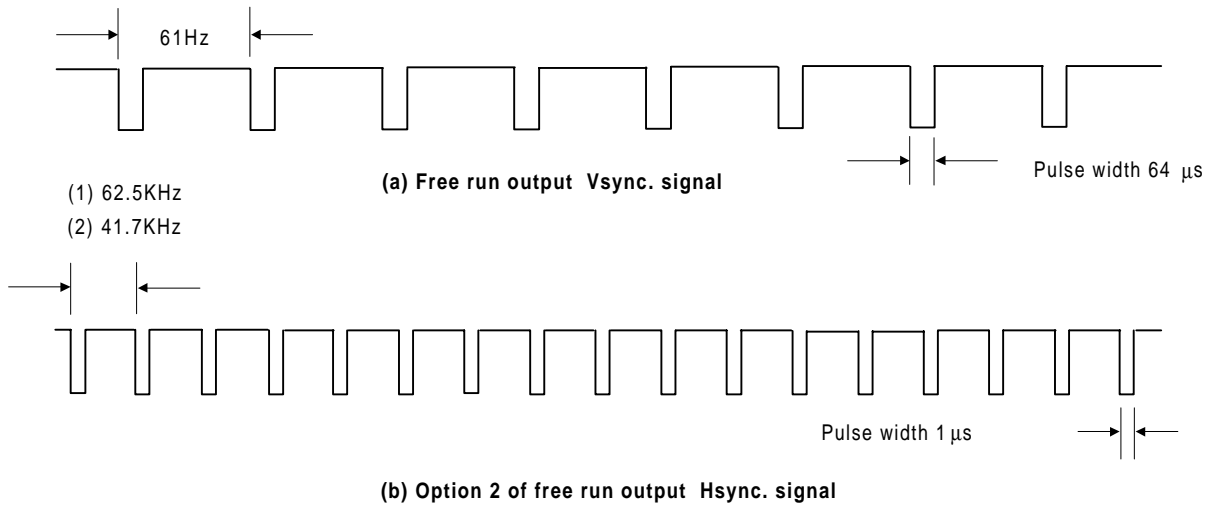 61Hz
(a) Free run output Vsync. signal
Pulse width 64 μs
(1) 62.5KHz
(2) 41.7KHz
Pulse width 1 μs
(b) Option 2 of free run output Hsync. signal